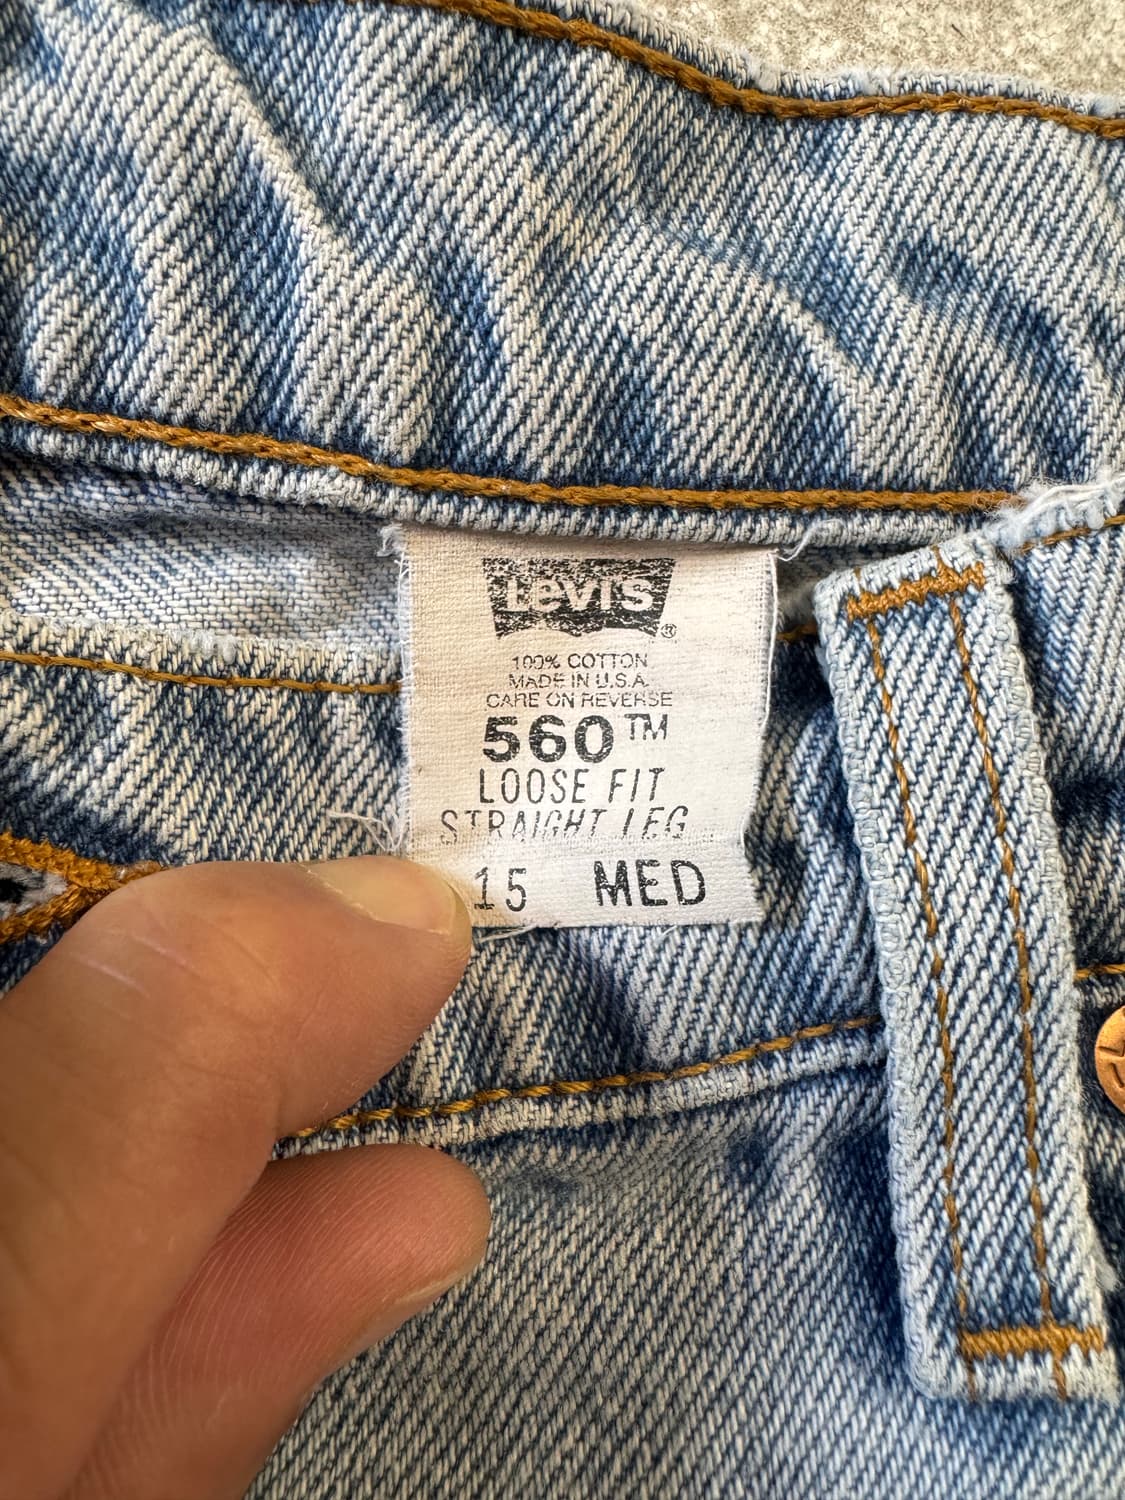 Levi's®
100% COTTON
MADE IN U.S.A.
CARE ON REVERSE
560™
LOOSE FIT
STRAIGHT LEG
15 MED